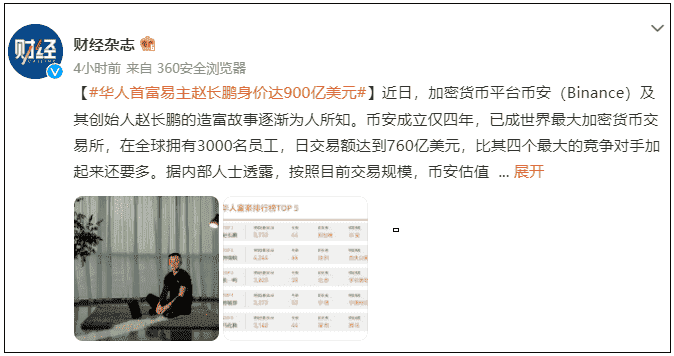 财经
财经杂志
4小时前 来自 360安全浏览器
【#华人首富易主赵长鹏身价达900亿美元#】近日，加密货币平台币安（Binance）及
其创始人赵长鹏的造富故事逐渐为人所知。币安成立仅四年，已成世界最大加密货币交
易所，在全球拥有3000名员工，日交易额达到760亿美元，比其四个最大的竞争对手加
起来还要多。据内部人士透露，按照目前交易规模，币安估值 ... 展开
华人富豪排行榜TOP 5